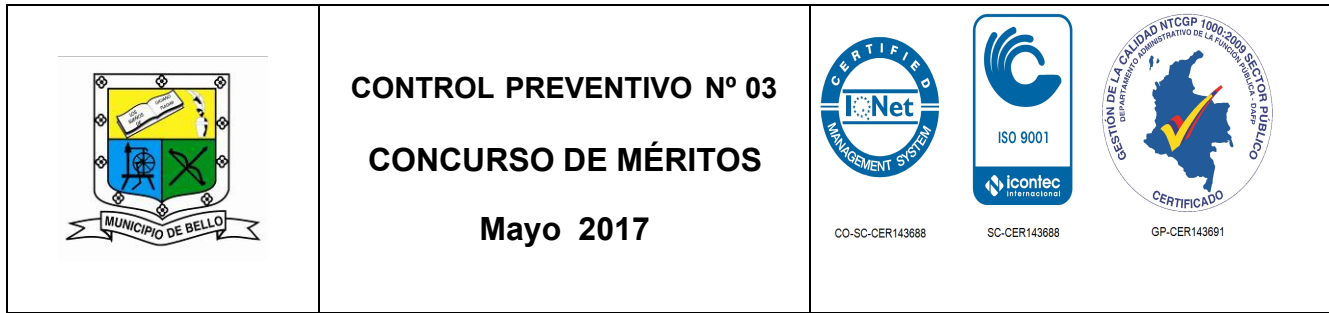 MUNICIPIO DE BELLO
CONTROL PREVENTIVO Nº 03
CONCURSO DE MÉRITOS
Mayo 2017
CERTIFIED
IQNet
MANAGEMENT SYSTEM
CO-SC-CER143688
ISO 9001
icontec
internacional
SC-CER143688
GESTIÓN DE LA CALIDAD NTCGP 1000:2009 SECTOR PÚBLICO
DEPARTAMENTO ADMINISTRATIVO DE LA FUNCIÓN PÚBLICA - DAFP
CERTIFICADO
GP-CER143691